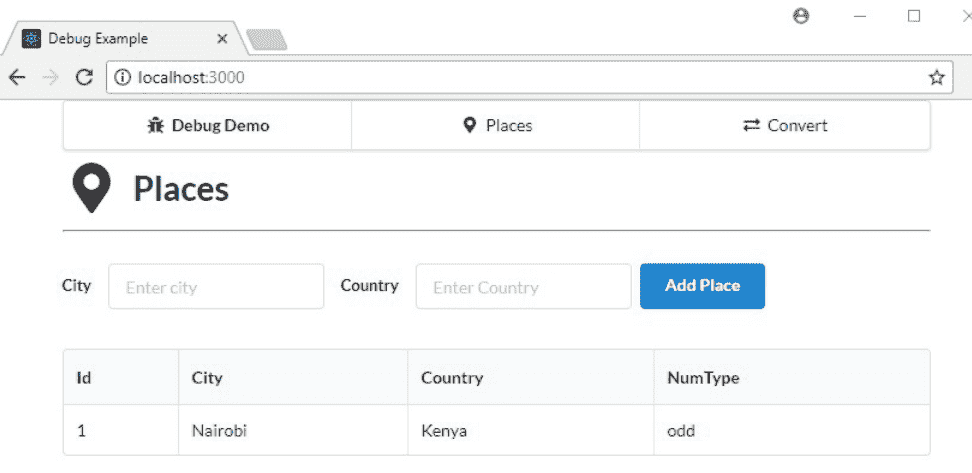 Debug Example
localhost:3000
Debug Demo Places Convert
Places
City Enter city Country Enter Country Add Place
Id City Country NumType
1 Nairobi Kenya odd